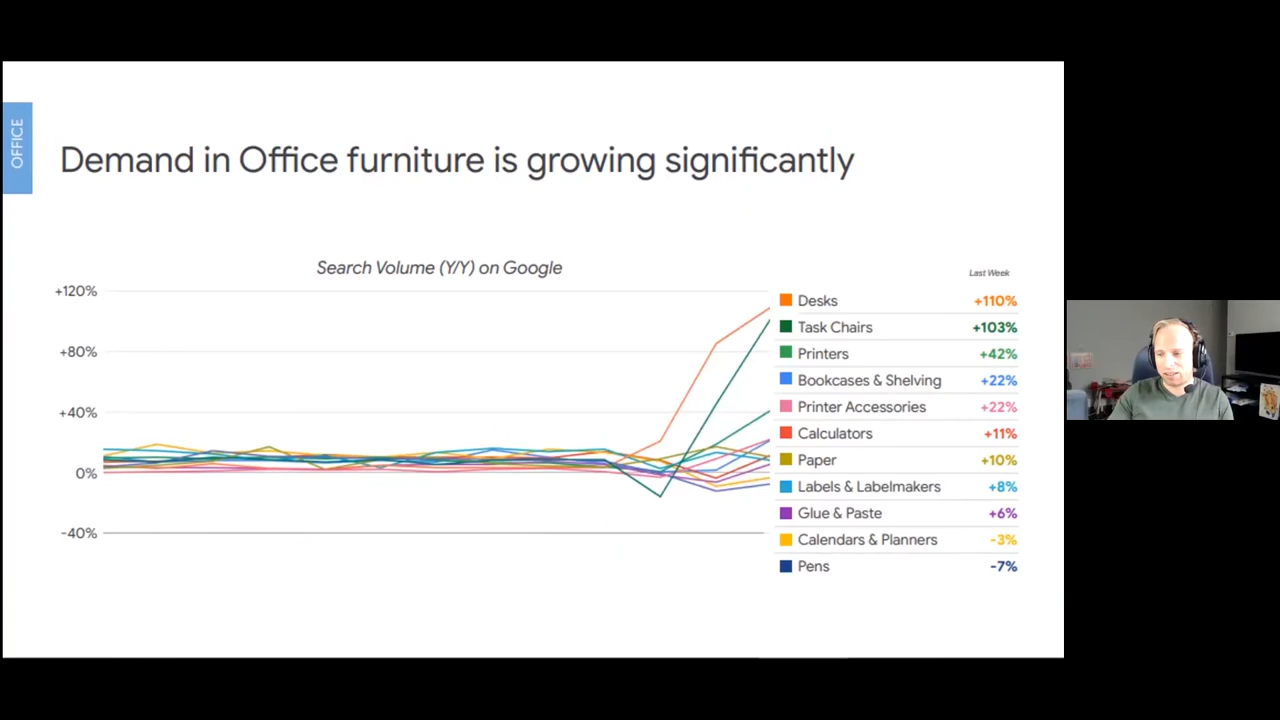 OFFICE
Demand in Office furniture is growing significantly
Search Volume (Y/Y) on Google
Last Week
+120%
+80%
+40%
0%
-40%
Desks +110%
Task Chairs +103%
Printers +42%
Bookcases & Shelving +22%
Printer Accessories +22%
Calculators +11%
Paper +10%
Labels & Labelmakers +8%
Glue & Paste +6%
Calendars & Planners -3%
Pens -7%